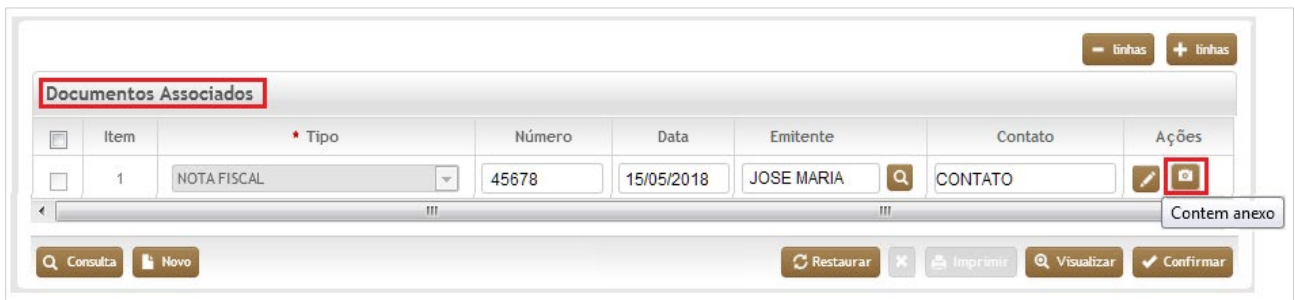 linhas linhas
Documentos Associados
Item * Tipo Número Data Emitente Contato Ações
1 NOTA FISCAL 45678 15/05/2018 JOSE MARIA CONTATO
Contem anexo
Consulta Novo Restaurar Imprimir Visualizar Confirmar